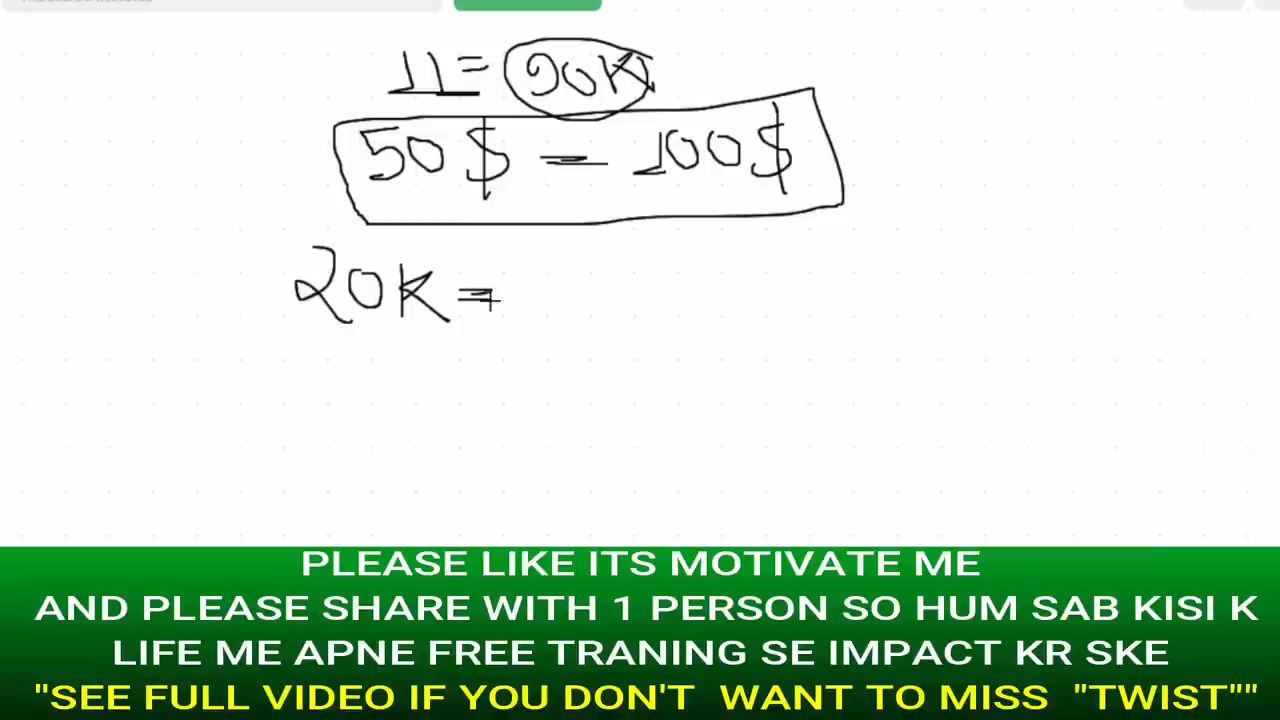 11 = 90K
50$ = 100$
20K =
PLEASE LIKE ITS MOTIVATE ME
AND PLEASE SHARE WITH 1 PERSON SO HUM SAB KISI K
LIFE ME APNE FREE TRANING SE IMPACT KR SKE
"SEE FULL VIDEO IF YOU DON'T WANT TO MISS "TWIST""